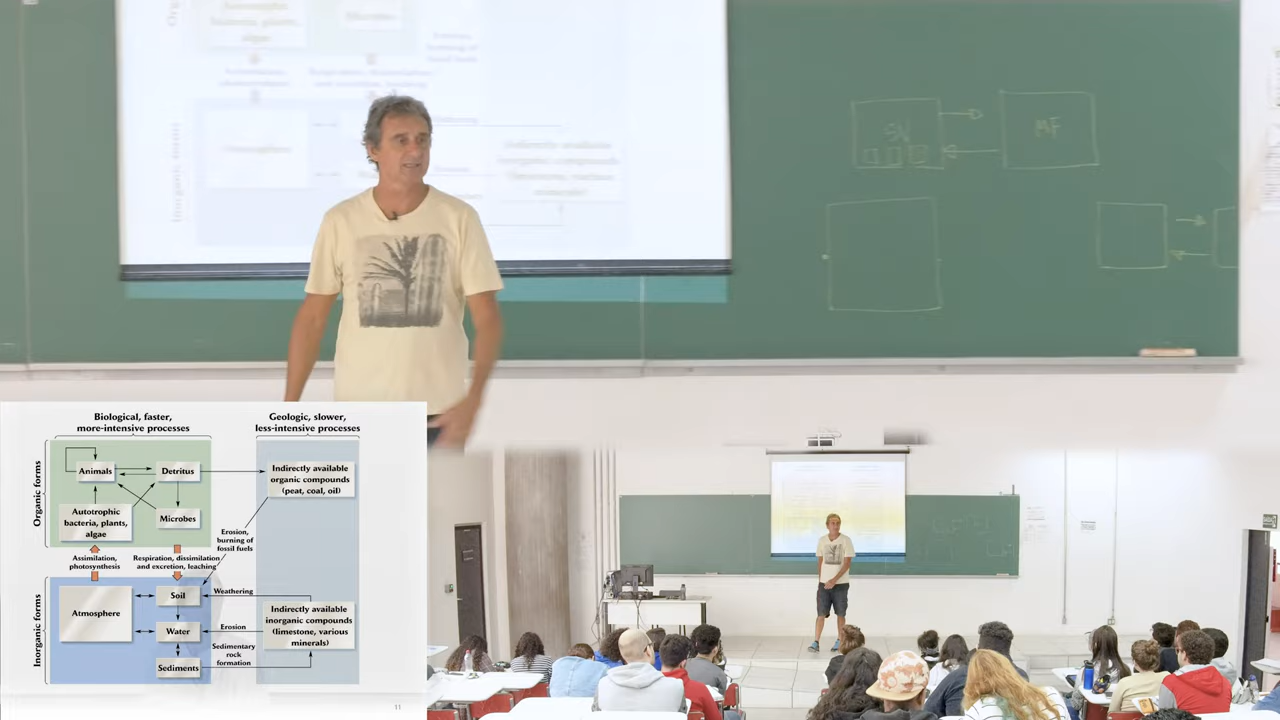 algae
SV
MF
Biological, faster,
more-intensive processes
Geologic, slower,
less-intensive processes
Organic forms
Animals
Detritus
Indirectly available
organic compounds
(peat, coal, oil)
Autotrophic
bacteria, plants,
algae
Microbes
Erosion,
burning of
fossil fuels
Assimilation,
photosynthesis
Respiration, dissimilation
and excretion, leaching
Inorganic forms
Atmosphere
Soil
Weathering
Water
Erosion
Indirectly available
inorganic compounds
(limestone, various
minerals)
Sediments
Sedimentary
rock
formation
11